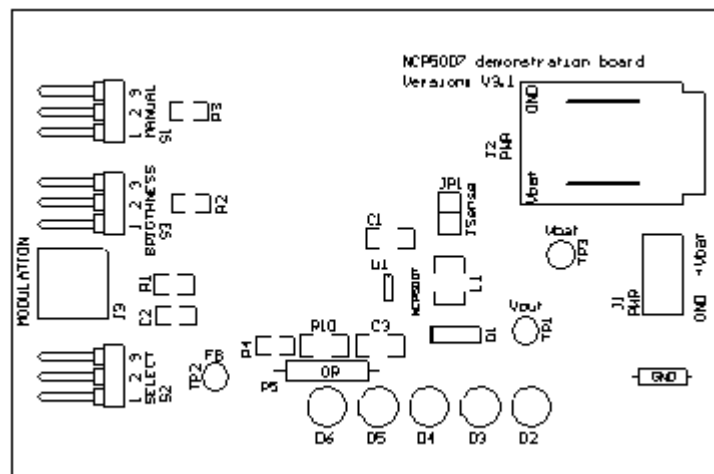 NCP5007 demonstration board
Version: V3.1
1 2 3
MANUAL
S1
R3
GND
J2
PWR
Vbat
1 2 3
BRIGTHNESS
S3
R2
JP1
ISense
C1
Vbat
TP3
U1
NCP5007
L1
MODULATION
J3
R1
C2
J1
PWR
GND +Vbat
Vout
TP1
D1
R10
C3
R4
1 2 3
SELECT
S2
FB
TP2
R5
0R
GND
D6
D5
D4
D3
D2